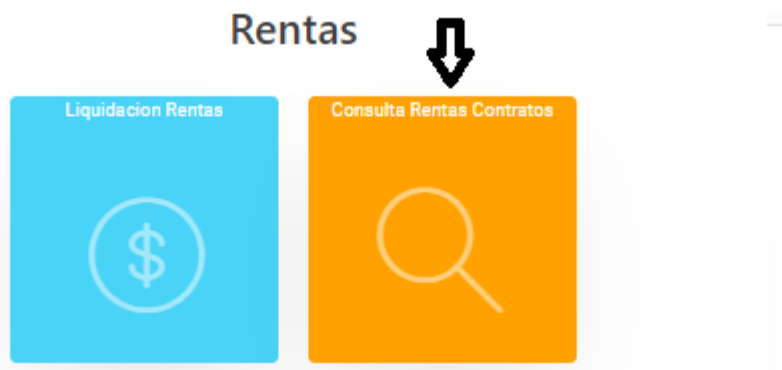 Rentas
Liquidacion Rentas
Consulta Rentas Contratos
$